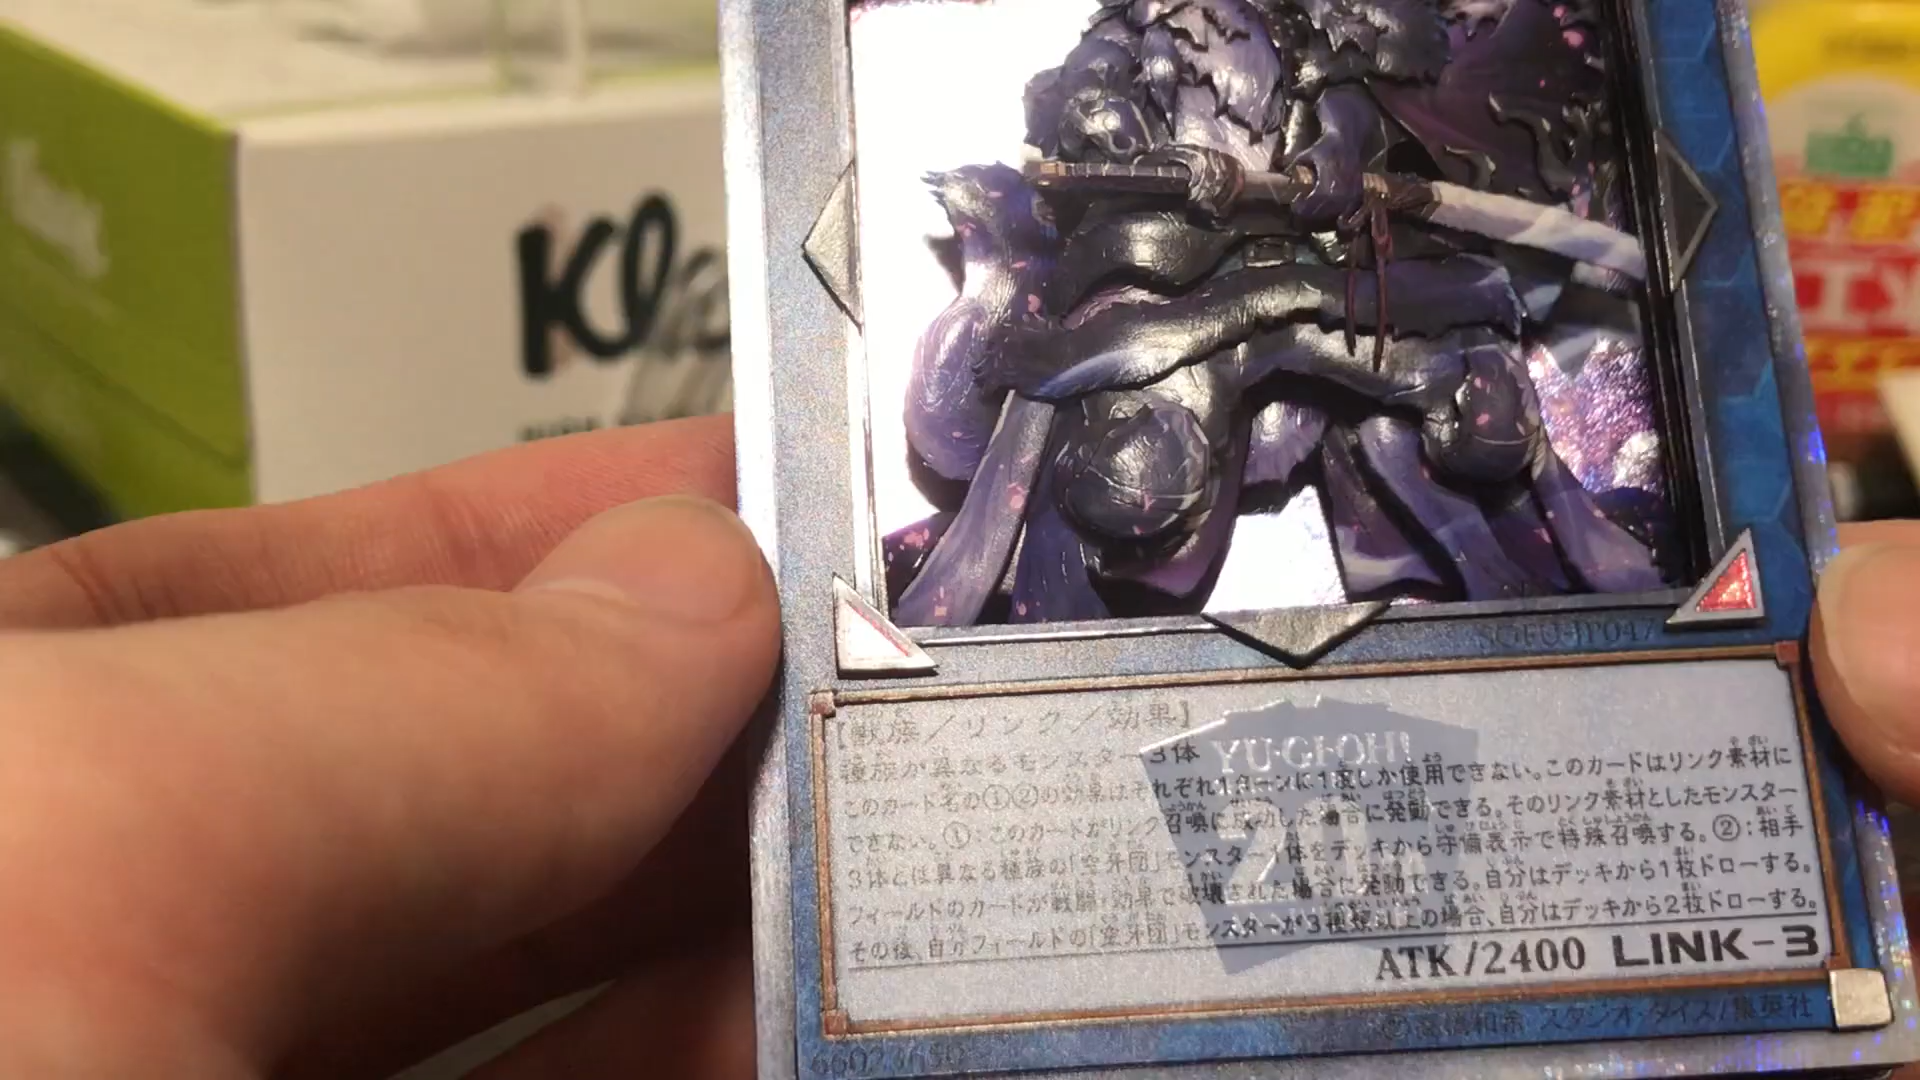 Kl
SOFU-JP047
【獣族／リンク／効果】
種族が異なるモンスター3体
このカード名の①②の効果はそれぞれ1ターンに1度しか使用できない。このカードはリンク素材に
できない。①：このカードがリンク召喚に成功した場合に発動できる。そのリンク素材としたモンスター
3体とは異なる種族の「空牙団」モンスター1体をデッキから守備表示で特殊召喚する。②：相手
フィールドのカードが戦闘・効果で破壊された場合に発動できる。自分はデッキから1枚ドローする。
その後、自分フィールドの「空牙団」モンスターが3種類以上の場合、自分はデッキから2枚ドローする。
YU-GI-OH!
20
ATK/2400 LINK-3
©高橋和希 スタジオ・ダイス/集英社